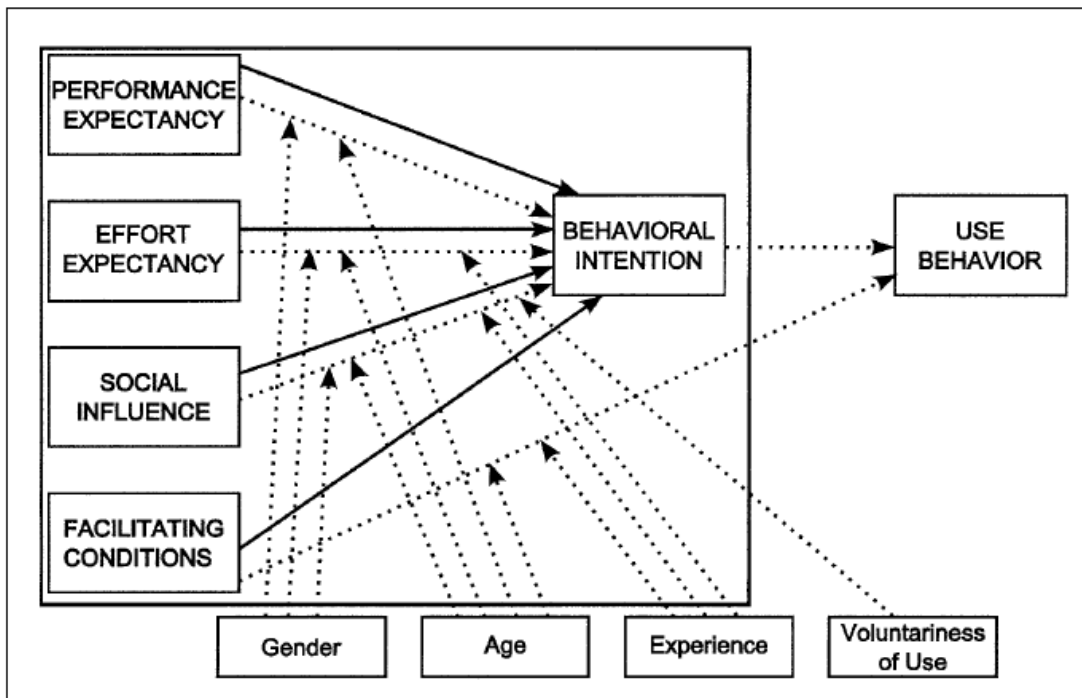 PERFORMANCE
EXPECTANCY
EFFORT
EXPECTANCY
SOCIAL
INFLUENCE
FACILITATING
CONDITIONS
BEHAVIORAL
INTENTION
USE
BEHAVIOR
Gender
Age
Experience
Voluntariness
of Use